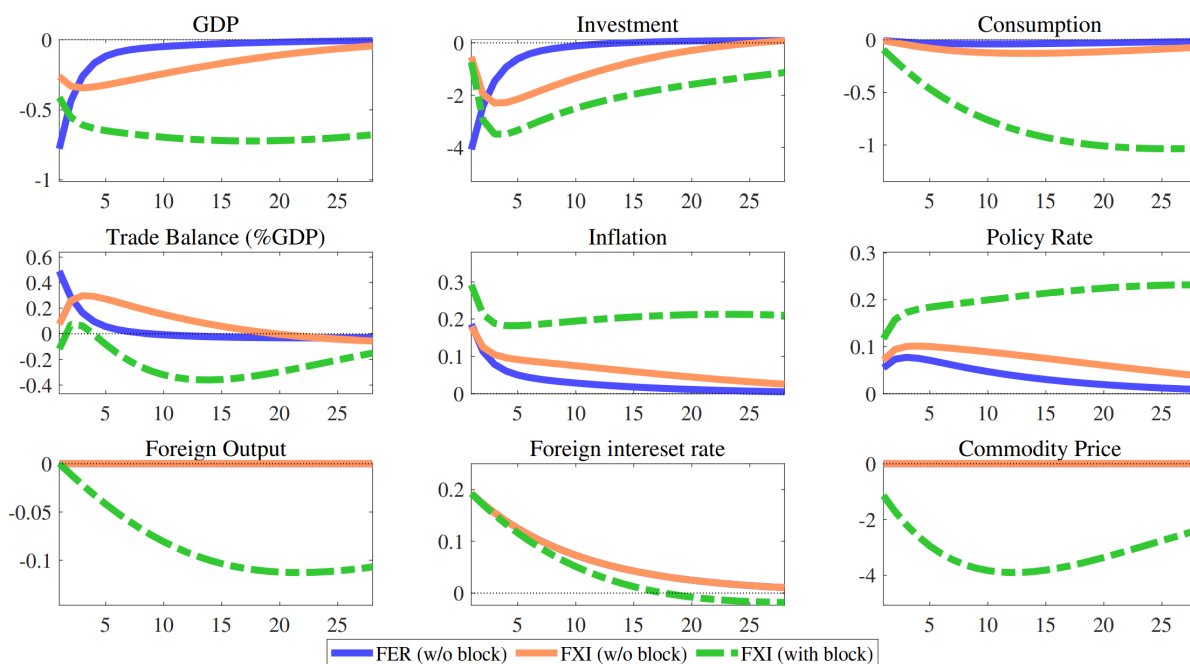 GDP
Investment
Consumption
0
-0.5
-1
5 10 15 20 25
0
-2
-4
5 10 15 20 25
0
-0.5
-1
5 10 15 20 25
Trade Balance (%GDP)
Inflation
Policy Rate
0.6
0.4
0.2
0
-0.2
-0.4
5 10 15 20 25
0.3
0.2
0.1
0
5 10 15 20 25
0.3
0.2
0.1
0
5 10 15 20 25
Foreign Output
Foreign intereset rate
Commodity Price
0
-0.05
-0.1
5 10 15 20 25
0.2
0.1
0
5 10 15 20 25
0
-2
-4
5 10 15 20 25
FER (w/o block) FXI (w/o block) FXI (with block)